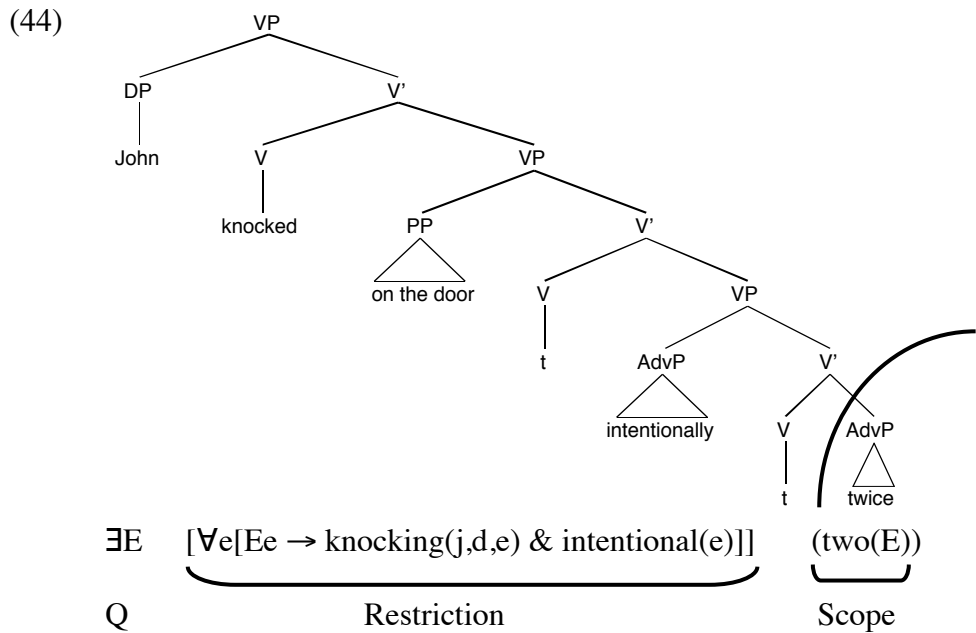 (44)
VP
DP V’
John V VP
knocked PP V’
on the door V VP
t AdvP V’
intentionally V AdvP
t twice
∃E [∀e[Ee → knocking(j,d,e) & intentional(e)]] (two(E))
Q Restriction Scope